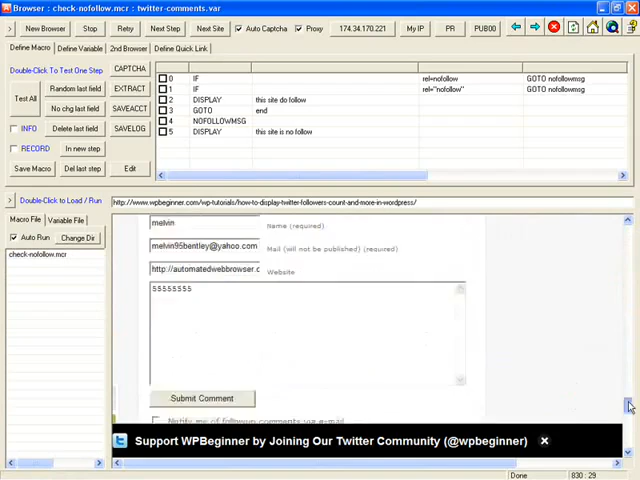 Browser : check-nofollow.mcr : twitter-comments.var
> New Browser Stop Retry Next Step Next Site Auto Captcha Proxy 174.34.170.221 My IP PR PUB00
Define Macro Define Variable 2nd Browser Define Quick Link
Double-Click To Test One Step
CAPTCHA
Test All Random last field EXTRACT
No chg last field SAVEACCT
INFO Delete last field SAVELOG
RECORD In new step
Save Macro Del last step Edit
0 IF rel=nofollow GOTO nofollowmsg
1 IF rel="nofollow" GOTO nofollowmsg
2 DISPLAY this site do follow
3 GOTO end
4 NOFOLLOWMSG
5 DISPLAY this site is no follow
> Double-Click to Load / Run
http://www.wpbeginner.com/wp-tutorials/how-to-display-twitter-followers-count-and-more-in-wordpress/
Macro File Variable File
Auto Run Change Dir
check-nofollow.mcr
melvin Name (required)
melvin95bentley@yahoo.com Mail (will not be published) (required)
http://automatedwebbrowser.c Website
55555555
Submit Comment
Notify me of followup comments via e-mail
Support WPBeginner by Joining Our Twitter Community (@wpbeginner) X
Done 830 : 29